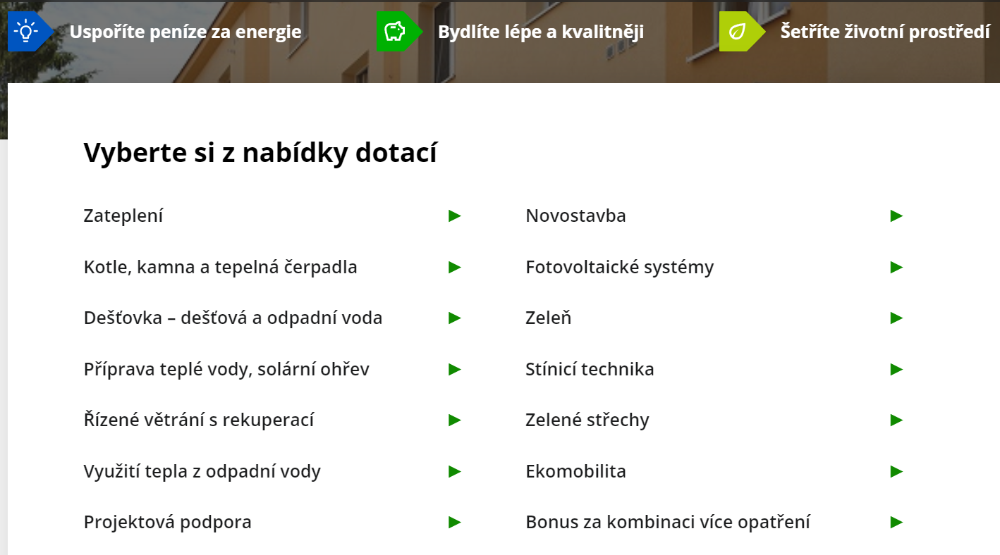 Uspoříte peníze za energie
Bydlíte lépe a kvalitněji
Šetříte životní prostředí
Vyberte si z nabídky dotací
Zateplení
Kotle, kamna a tepelná čerpadla
Dešťovka – dešťová a odpadní voda
Příprava teplé vody, solární ohřev
Řízené větrání s rekuperací
Využití tepla z odpadní vody
Projektová podpora
Novostavba
Fotovoltaické systémy
Zeleň
Stínicí technika
Zelené střechy
Ekomobilita
Bonus za kombinaci více opatření